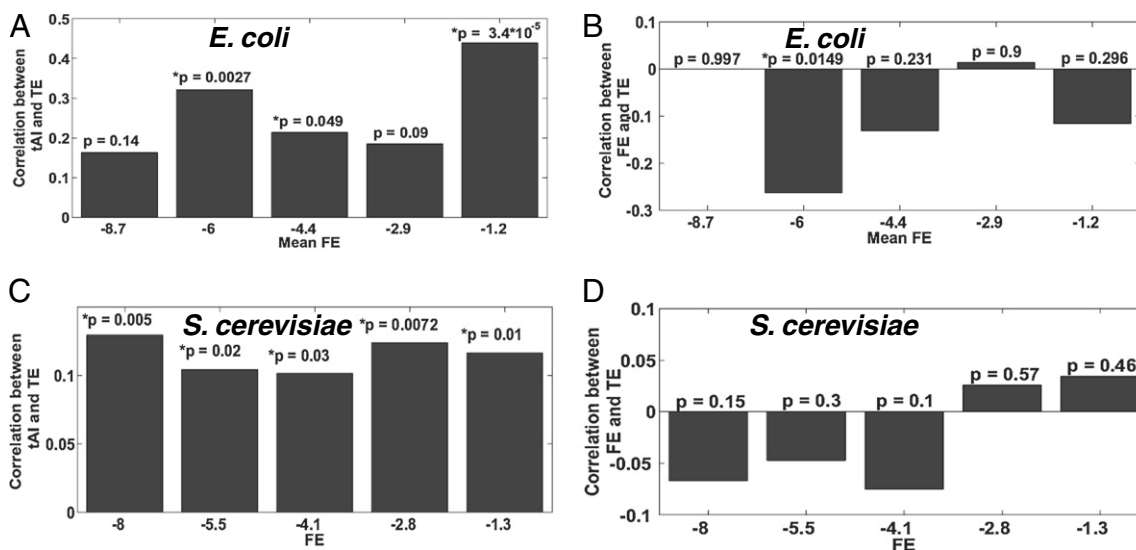 A
E. coli
Correlation between
tAI and TE
0.5
0.4
0.3
0.2
0.1
0
p = 0.14
*p = 0.0027
*p = 0.049
p = 0.09
*p = 3.4*10^-5
-8.7 -6 -4.4 -2.9 -1.2
Mean FE
B
E. coli
Correlation between
FE and TE
0.1
0
-0.1
-0.2
-0.3
p = 0.997
*p = 0.0149
p = 0.231
p = 0.9
p = 0.296
-8.7 -6 -4.4 -2.9 -1.2
Mean FE
C
S. cerevisiae
Correlation between
tAI and TE
0.1
0.05
0
*p = 0.005
*p = 0.02
*p = 0.03
*p = 0.0072
*p = 0.01
-8 -5.5 -4.1 -2.8 -1.3
FE
D
S. cerevisiae
Correlation between
FE and TE
0.1
0.05
0
-0.05
-0.1
p = 0.15
p = 0.3
p = 0.1
p = 0.57
p = 0.46
-8 -5.5 -4.1 -2.8 -1.3
FE